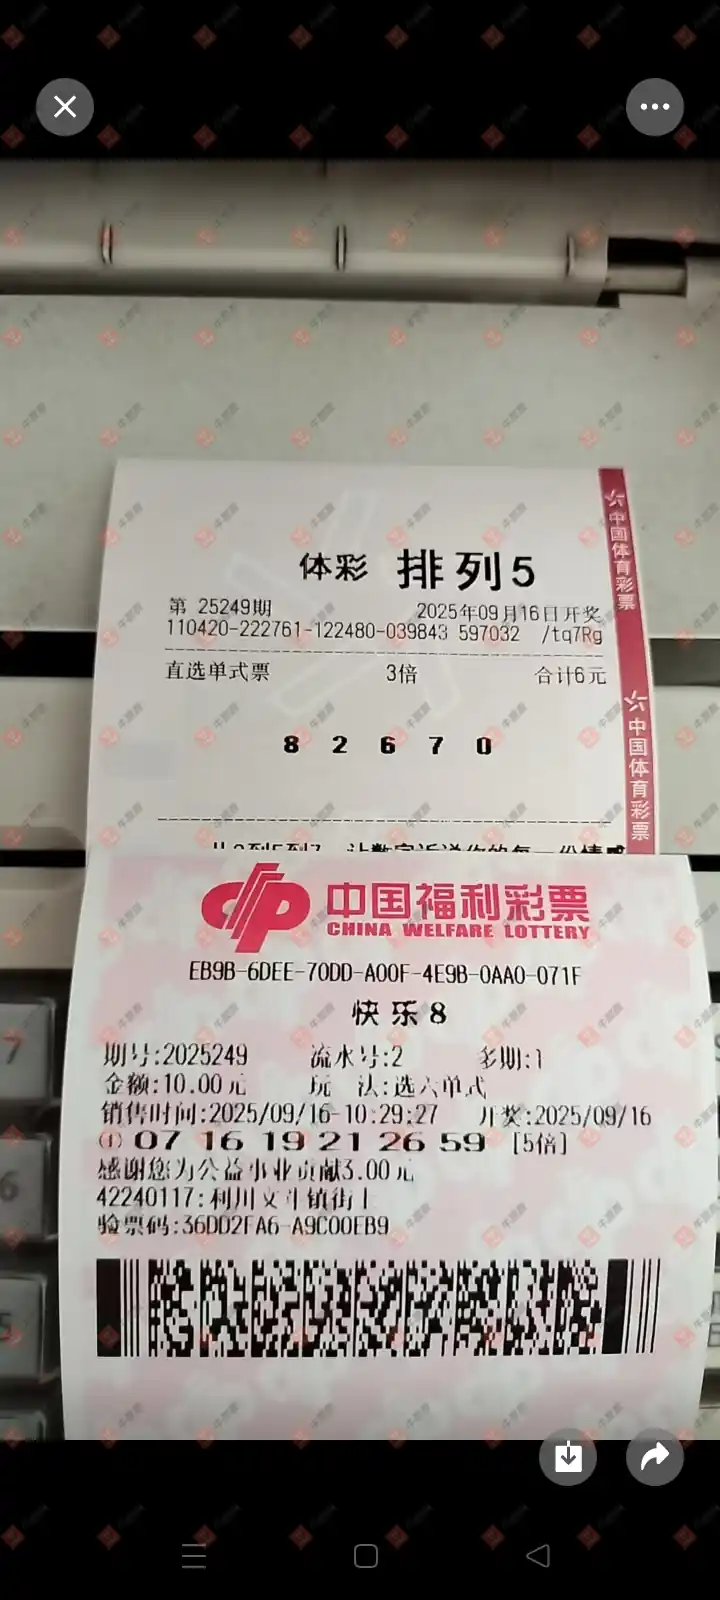 体彩 排列5
第 25249期 2025年09月16日开奖
110420-222761-122480-039843 597032 /tq7Rg
直选单式票 3倍 合计6元
8 2 6 7 0
中国体育彩票
中国体育彩票
中国福利彩票
CHINA WELFARE LOTTERY
EB9B-6DEE-70DD-A00F-4E9B-0AA0-071F
快乐8
期号:2025249 流水号:2 多期:1
金额:10.00元 玩 法:选六单式
销售时间:2025/09/16-10:29:27 开奖:2025/09/16
① 07 16 19 21 26 59 [5倍]
感谢您为公益事业贡献3.00元
42240117:利川文斗镇街
验票码:36DD2FA6-A9C00EB9
7
6
5